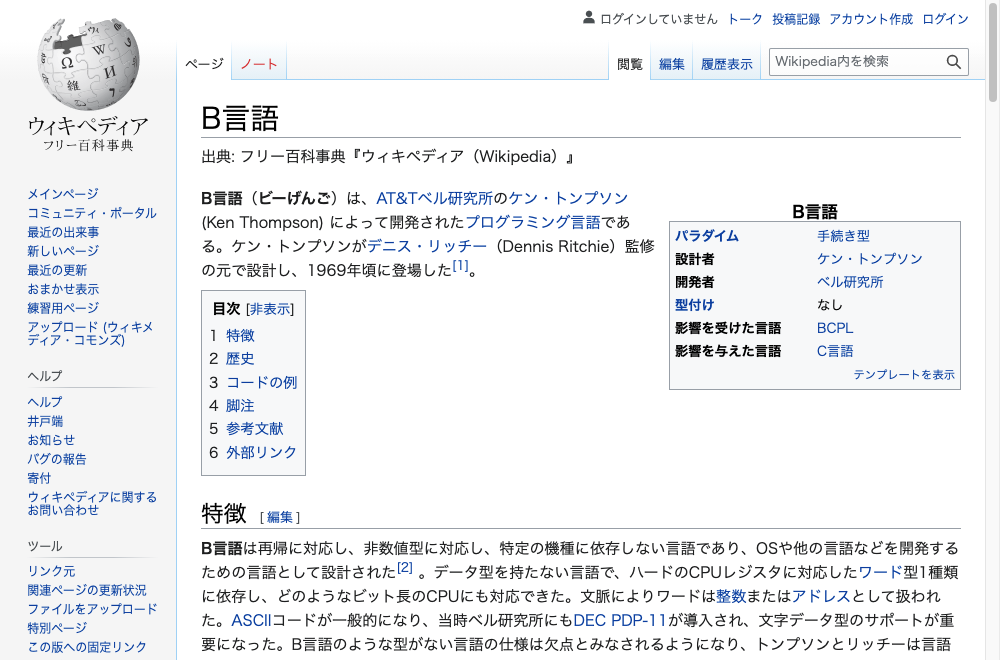 ログインしていません トーク 投稿記録 アカウント作成 ログイン
ページ ノート 閲覧 編集 履歴表示 Wikipedia内を検索
ウィキペディア
フリー百科事典
メインページ
コミュニティ・ポータル
最近の出来事
新しいページ
最近の更新
おまかせ表示
練習用ページ
アップロード (ウィキメ
ディア・コモンズ)
ヘルプ
ヘルプ
井戸端
お知らせ
バグの報告
寄付
ウィキペディアに関する
お問い合わせ
ツール
リンク元
関連ページの更新状況
ファイルをアップロード
特別ページ
この版への固定リンク
B言語
出典: フリー百科事典『ウィキペディア（Wikipedia）』
B言語（ビーげんご）は、AT&Tベル研究所のケン・トンプソン
(Ken Thompson) によって開発されたプログラミング言語であ
る。ケン・トンプソンがデニス・リッチー（Dennis Ritchie）監修
の元で設計し、1969年頃に登場した[1]。
B言語
パラダイム 手続き型
設計者 ケン・トンプソン
開発者 ベル研究所
型付け なし
影響を受けた言語 BCPL
影響を与えた言語 C言語
テンプレートを表示
目次 [非表示]
1 特徴
2 歴史
3 コードの例
4 脚注
5 参考文献
6 外部リンク
特徴 [ 編集 ]
B言語は再帰に対応し、非数値型に対応し、特定の機種に依存しない言語であり、OSや他の言語などを開発する
ための言語として設計された[2] 。データ型を持たない言語で、ハードのCPUレジスタに対応したワード型1種類
に依存し、どのようなビット長のCPUにも対応できた。文脈によりワードは整数またはアドレスとして扱われ
た。ASCIIコードが一般的になり、当時ベル研究所にもDEC PDP-11が導入され、文字データ型のサポートが重
要になった。B言語のような型がない言語の仕様は欠点とみなされるようになり、トンプソンとリッチーは言語